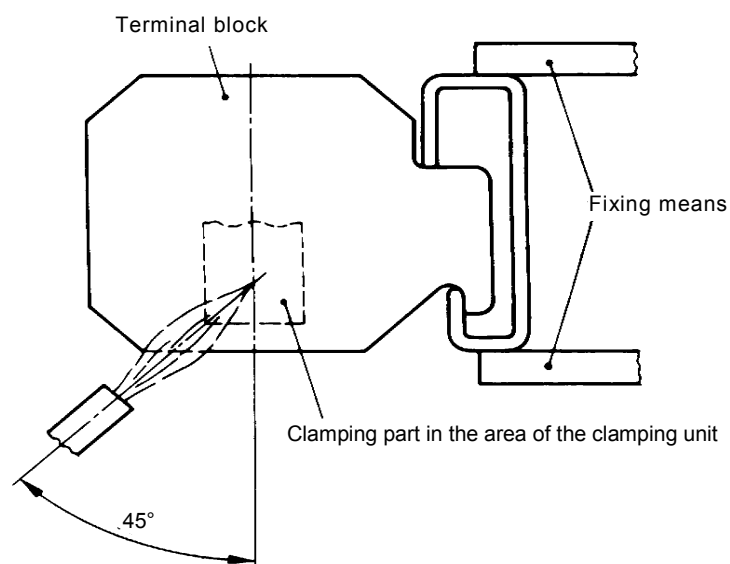 Terminal block
Fixing means
Clamping part in the area of the clamping unit
45°